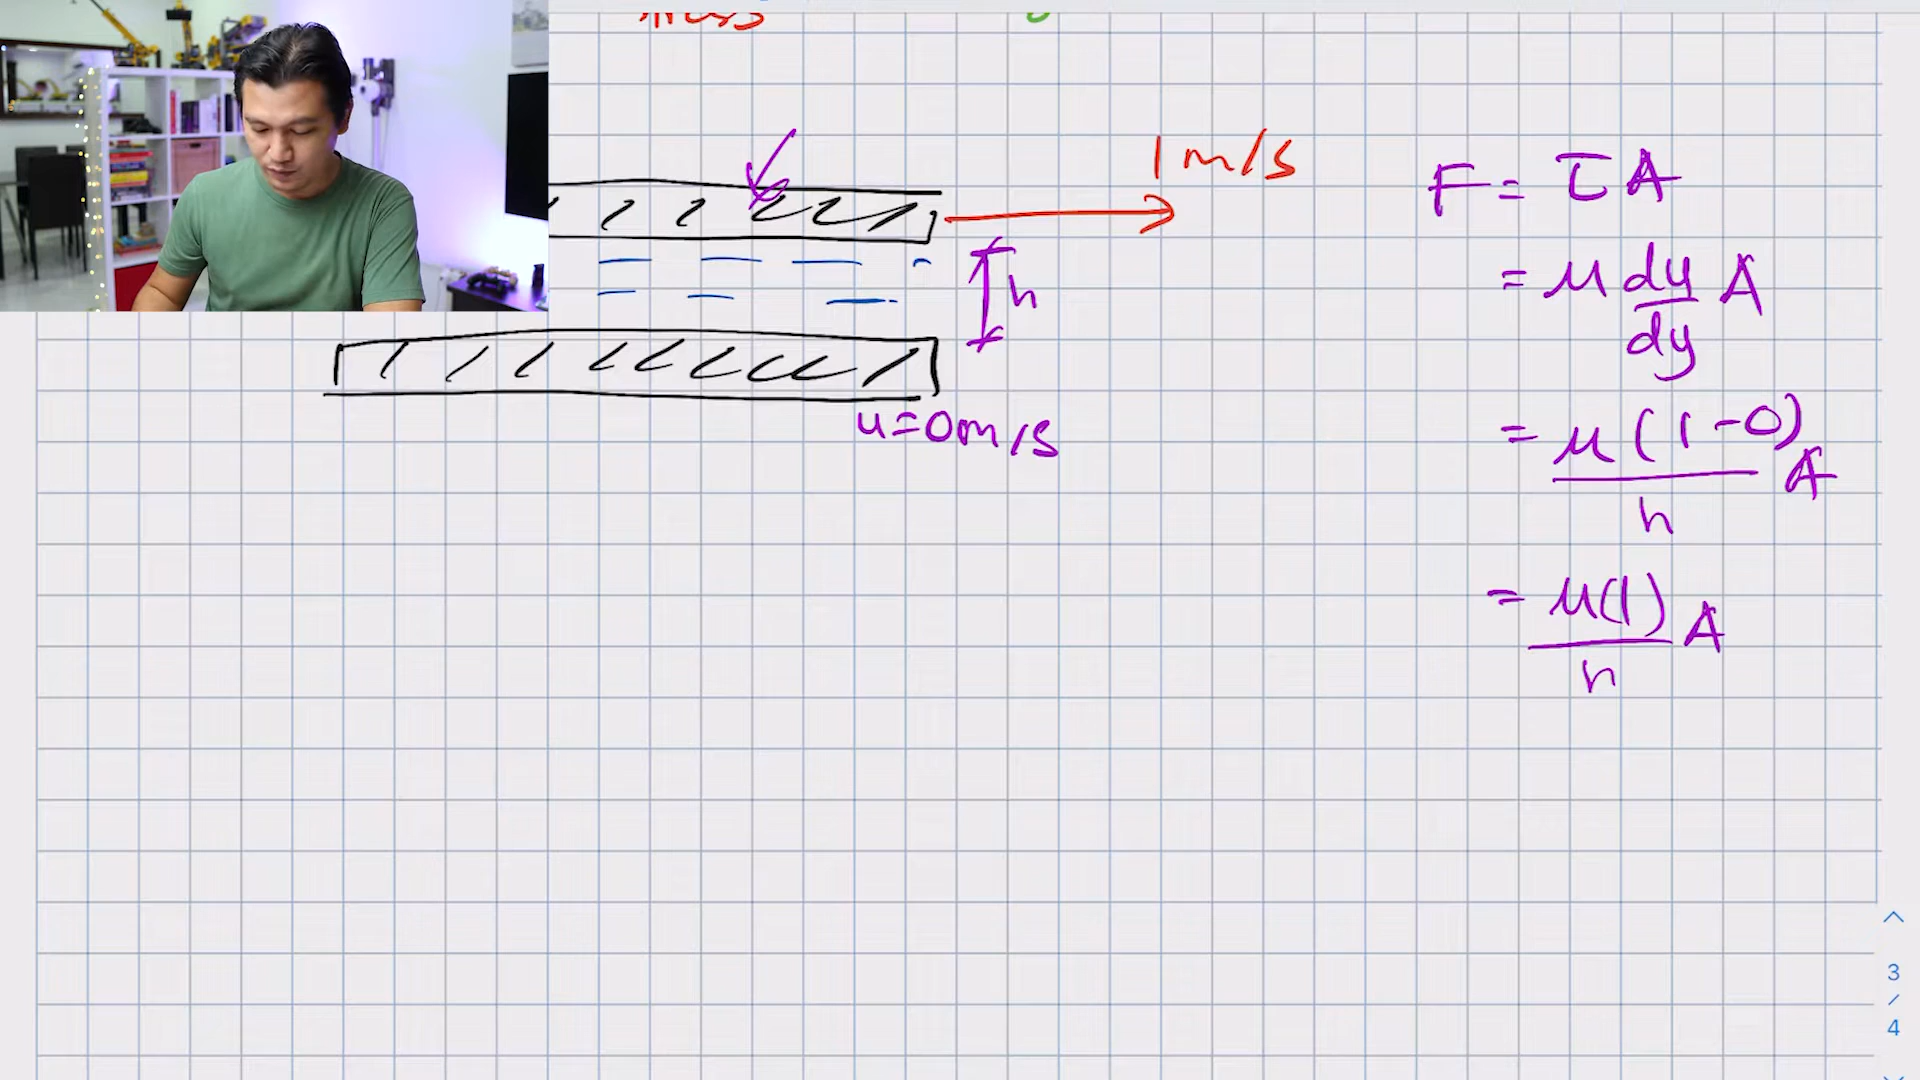 1 m/s
h
u=0m/s
F = τA
= μ du/dy A
= μ(1-0)/h A
= μ(1)/h A
3
/
4